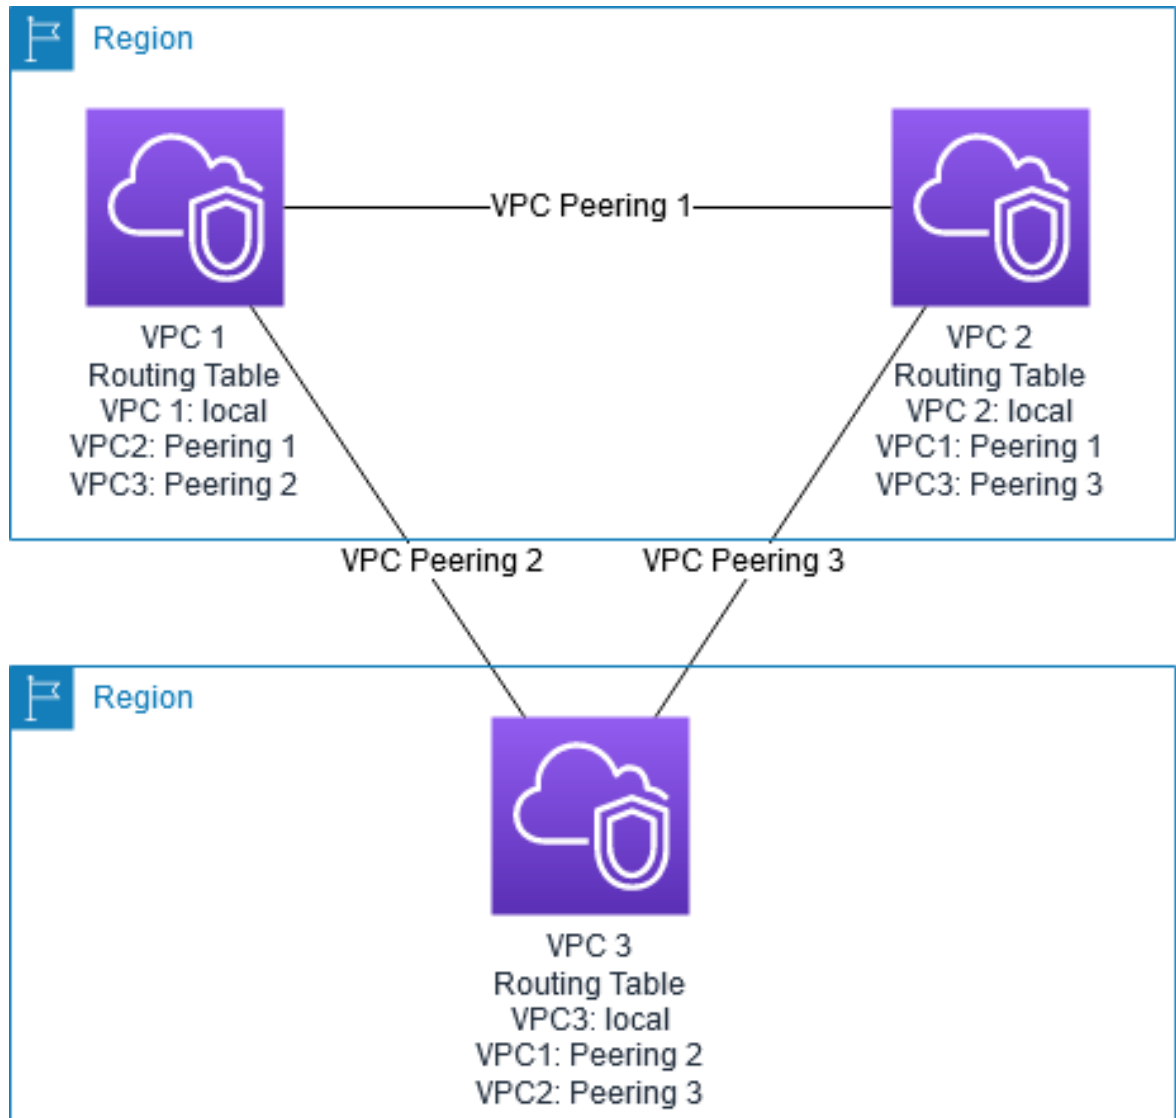 Region
VPC Peering 1
VPC 1
Routing Table
VPC 1: local
VPC2: Peering 1
VPC3: Peering 2
VPC 2
Routing Table
VPC 2: local
VPC1: Peering 1
VPC3: Peering 3
VPC Peering 2
VPC Peering 3
Region
VPC 3
Routing Table
VPC3: local
VPC1: Peering 2
VPC2: Peering 3